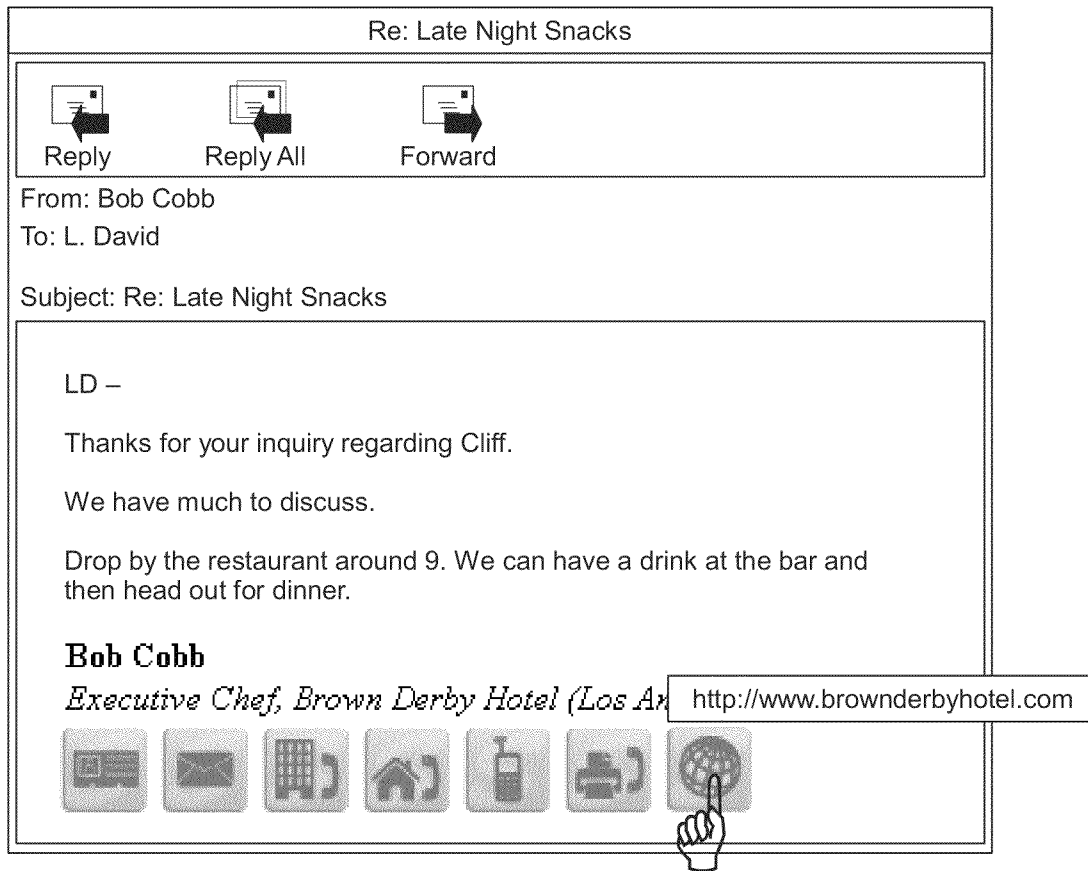 Re: Late Night Snacks
Reply Reply All Forward
From: Bob Cobb
To: L. David
Subject: Re: Late Night Snacks
LD –
Thanks for your inquiry regarding Cliff.
We have much to discuss.
Drop by the restaurant around 9. We can have a drink at the bar and
then head out for dinner.
Bob Cobb
Executive Chef, Brown Derby Hotel (Los An
http://www.brownderbyhotel.com